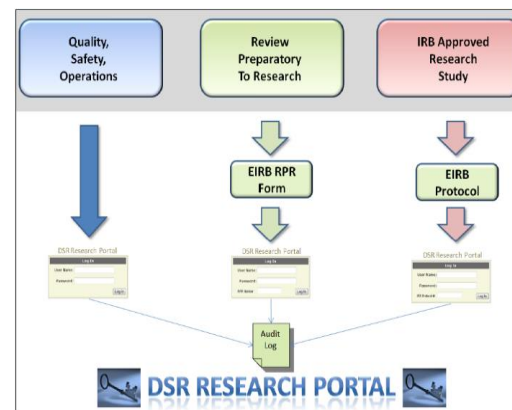 Quality,
Safety,
Operations
Review
Preparatory
To Research
IRB Approved
Research
Study
EIRB RPR
Form
EIRB
Protocol
DSR Research Portal
Log In
User Name:
Password:
Log In
DSR Research Portal
Log In
User Name:
Password:
Log In
DSR Research Portal
Log In
User Name:
Password:
Log In
Audit
Log
DSR RESEARCH PORTAL